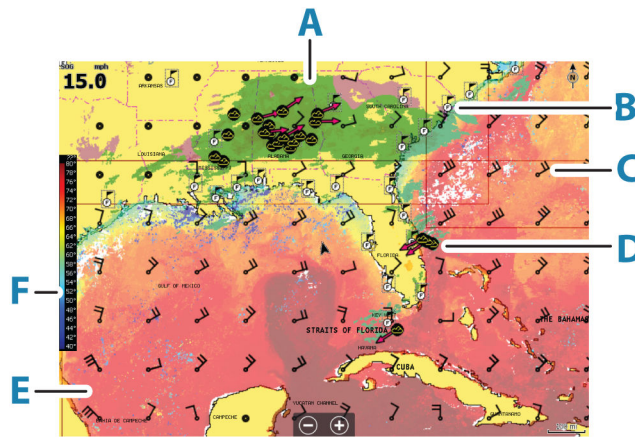 A
SOG mph
15.0
N
ARKANSAS
F
B
SOUTH CAROLINA
LOUISIANA
ALABAMA
GEORGIA
C
80°
78°
76°
74°
72°
70°
68°
66°
64°
62°
60°
58°
56°
54°
52°
50°
48°
46°
44°
42°
40°
D
FLORIDA
F
GULF OF MEXICO
KEY W
THE BAHAMAS
STRAITS OF FLORIDA
HAVANA
CUBA
E
YUCATAN CHANNEL
CAMPECHE
BAHIA DE CAMPECHE
GUANTANAMO